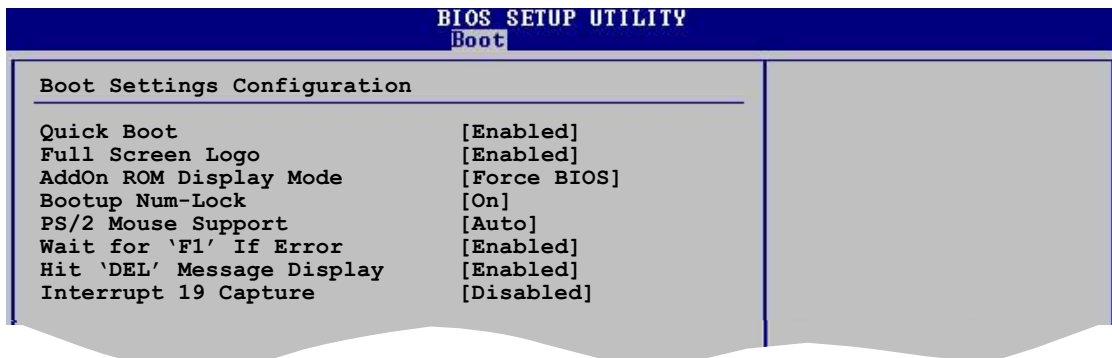 BIOS SETUP UTILITY
Boot
Boot Settings Configuration
Quick Boot [Enabled]
Full Screen Logo [Enabled]
AddOn ROM Display Mode [Force BIOS]
Bootup Num-Lock [On]
PS/2 Mouse Support [Auto]
Wait for ‘F1’ If Error [Enabled]
Hit ‘DEL’ Message Display [Enabled]
Interrupt 19 Capture [Disabled]